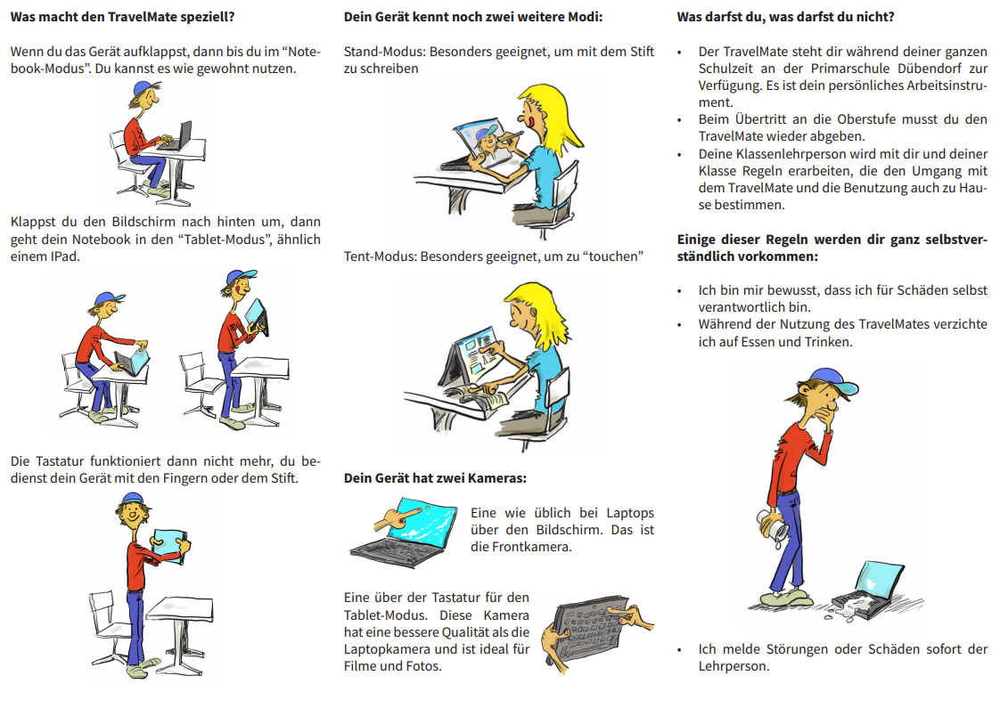 Was macht den TravelMate speziell?
Wenn du das Gerät aufklappst, dann bis du im “Note-
book-Modus”. Du kannst es wie gewohnt nutzen.
Klappst du den Bildschirm nach hinten um, dann
geht dein Notebook in den “Tablet-Modus”, ähnlich
einem IPad.
Die Tastatur funktioniert dann nicht mehr, du be-
dienst dein Gerät mit den Fingern oder dem Stift.
Dein Gerät kennt noch zwei weitere Modi:
Stand-Modus: Besonders geeignet, um mit dem Stift
zu schreiben
Tent-Modus: Besonders geeignet, um zu “touchen”
Dein Gerät hat zwei Kameras:
Eine wie üblich bei Laptops
über den Bildschirm. Das ist
die Frontkamera.
Eine über der Tastatur für den
Tablet-Modus. Diese Kamera
hat eine bessere Qualität als die
Laptopkamera und ist ideal für
Filme und Fotos.
Was darfst du, was darfst du nicht?
• Der TravelMate steht dir während deiner ganzen
Schulzeit an der Primarschule Dübendorf zur
Verfügung. Es ist dein persönliches Arbeitsinstru-
ment.
• Beim Übertritt an die Oberstufe musst du den
TravelMate wieder abgeben.
• Deine Klassenlehrperson wird mit dir und deiner
Klasse Regeln erarbeiten, die den Umgang mit
dem TravelMate und die Benutzung auch zu Hau-
se bestimmen.
Einige dieser Regeln werden dir ganz selbstver-
ständlich vorkommen:
• Ich bin mir bewusst, dass ich für Schäden selbst
verantwortlich bin.
• Während der Nutzung des TravelMates verzichte
ich auf Essen und Trinken.
• Ich melde Störungen oder Schäden sofort der
Lehrperson.